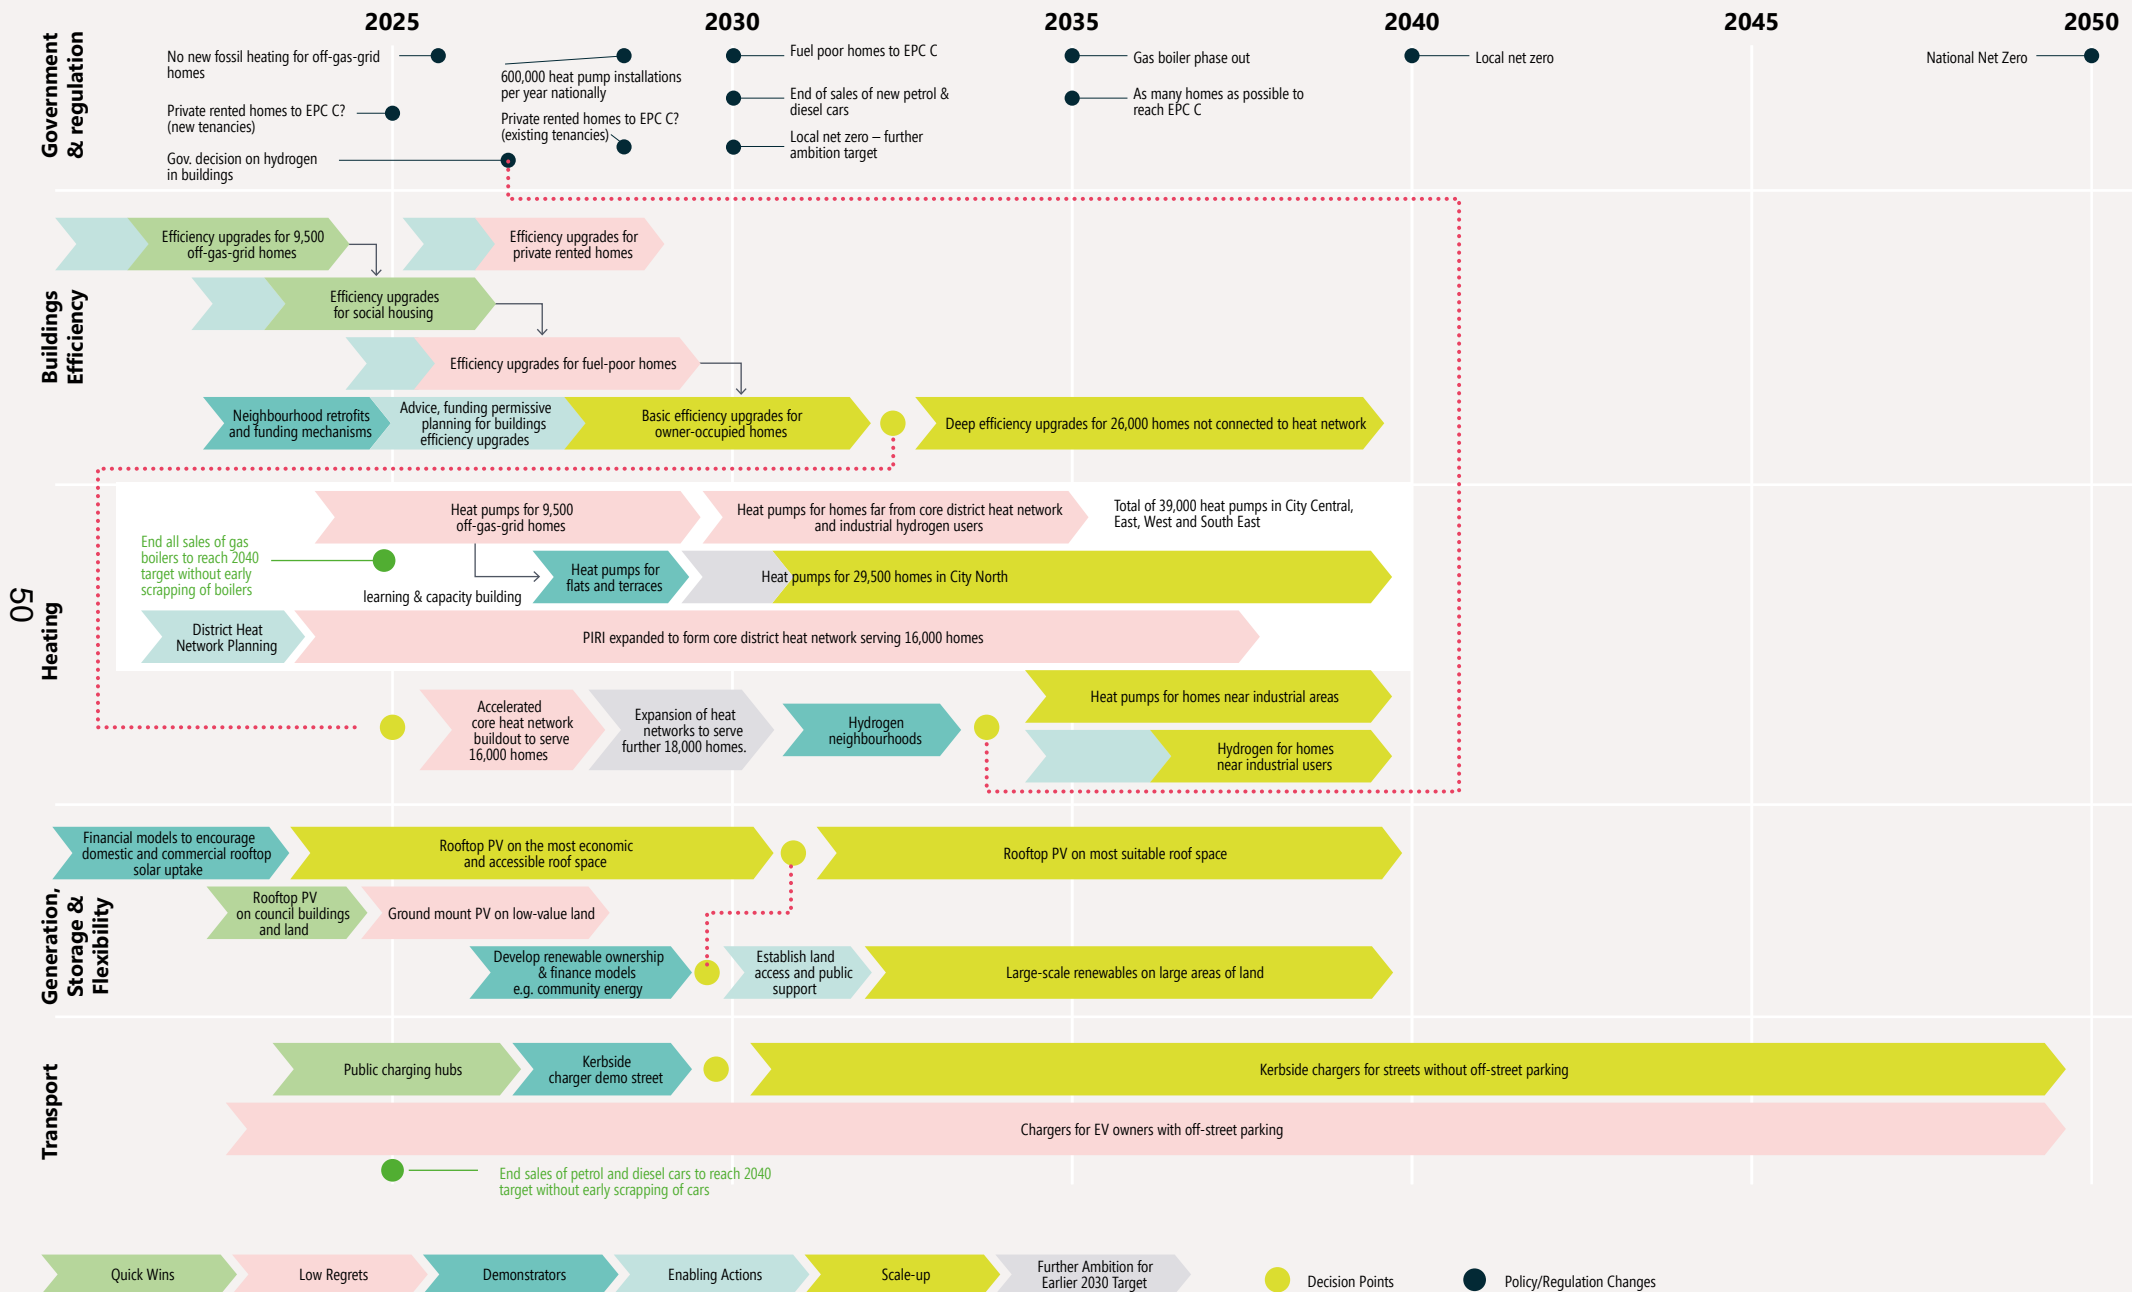 2025
2030
2035
2040
2045
2050
Government
& regulation
No new fossil heating for off-gas-grid
homes
Private rented homes to EPC C?
(new tenancies)
Gov. decision on hydrogen
in buildings
600,000 heat pump installations
per year nationally
Private rented homes to EPC C?
(existing tenancies)
Fuel poor homes to EPC C
End of sales of new petrol &
diesel cars
Local net zero – further
ambition target
Gas boiler phase out
As many homes as possible to
reach EPC C
Local net zero
National Net Zero
Buildings
Efficiency
Efficiency upgrades for 9,500
off-gas-grid homes
Efficiency upgrades for
private rented homes
Efficiency upgrades
for social housing
Efficiency upgrades for fuel-poor homes
Neighbourhood retrofits
and funding mechanisms
Advice, funding permissive
planning for buildings
efficiency upgrades
Basic efficiency upgrades for
owner-occupied homes
Deep efficiency upgrades for 26,000 homes not connected to heat network
50
Heating
Heat pumps for 9,500
off-gas-grid homes
Heat pumps for homes far from core district heat network
and industrial hydrogen users
Total of 39,000 heat pumps in City Central,
East, West and South East
End all sales of gas
boilers to reach 2040
target without early
scrapping of boilers
learning & capacity building
Heat pumps for
flats and terraces
Heat pumps for 29,500 homes in City North
District Heat
Network Planning
PIRI expanded to form core district heat network serving 16,000 homes
Accelerated
core heat network
buildout to serve
16,000 homes
Expansion of heat
networks to serve
further 18,000 homes.
Hydrogen
neighbourhoods
Heat pumps for homes near industrial areas
Hydrogen for homes
near industrial users
Generation,
Storage &
Flexibility
Financial models to encourage
domestic and commercial rooftop
solar uptake
Rooftop PV on the most economic
and accessible roof space
Rooftop PV on most suitable roof space
Rooftop PV
on council buildings
and land
Ground mount PV on low-value land
Develop renewable ownership
& finance models
e.g. community energy
Establish land
access and public
support
Large-scale renewables on large areas of land
Transport
Public charging hubs
Kerbside
charger demo street
Kerbside chargers for streets without off-street parking
Chargers for EV owners with off-street parking
End sales of petrol and diesel cars to reach 2040
target without early scrapping of cars
Quick Wins
Low Regrets
Demonstrators
Enabling Actions
Scale-up
Further Ambition for
Earlier 2030 Target
Decision Points
Policy/Regulation Changes